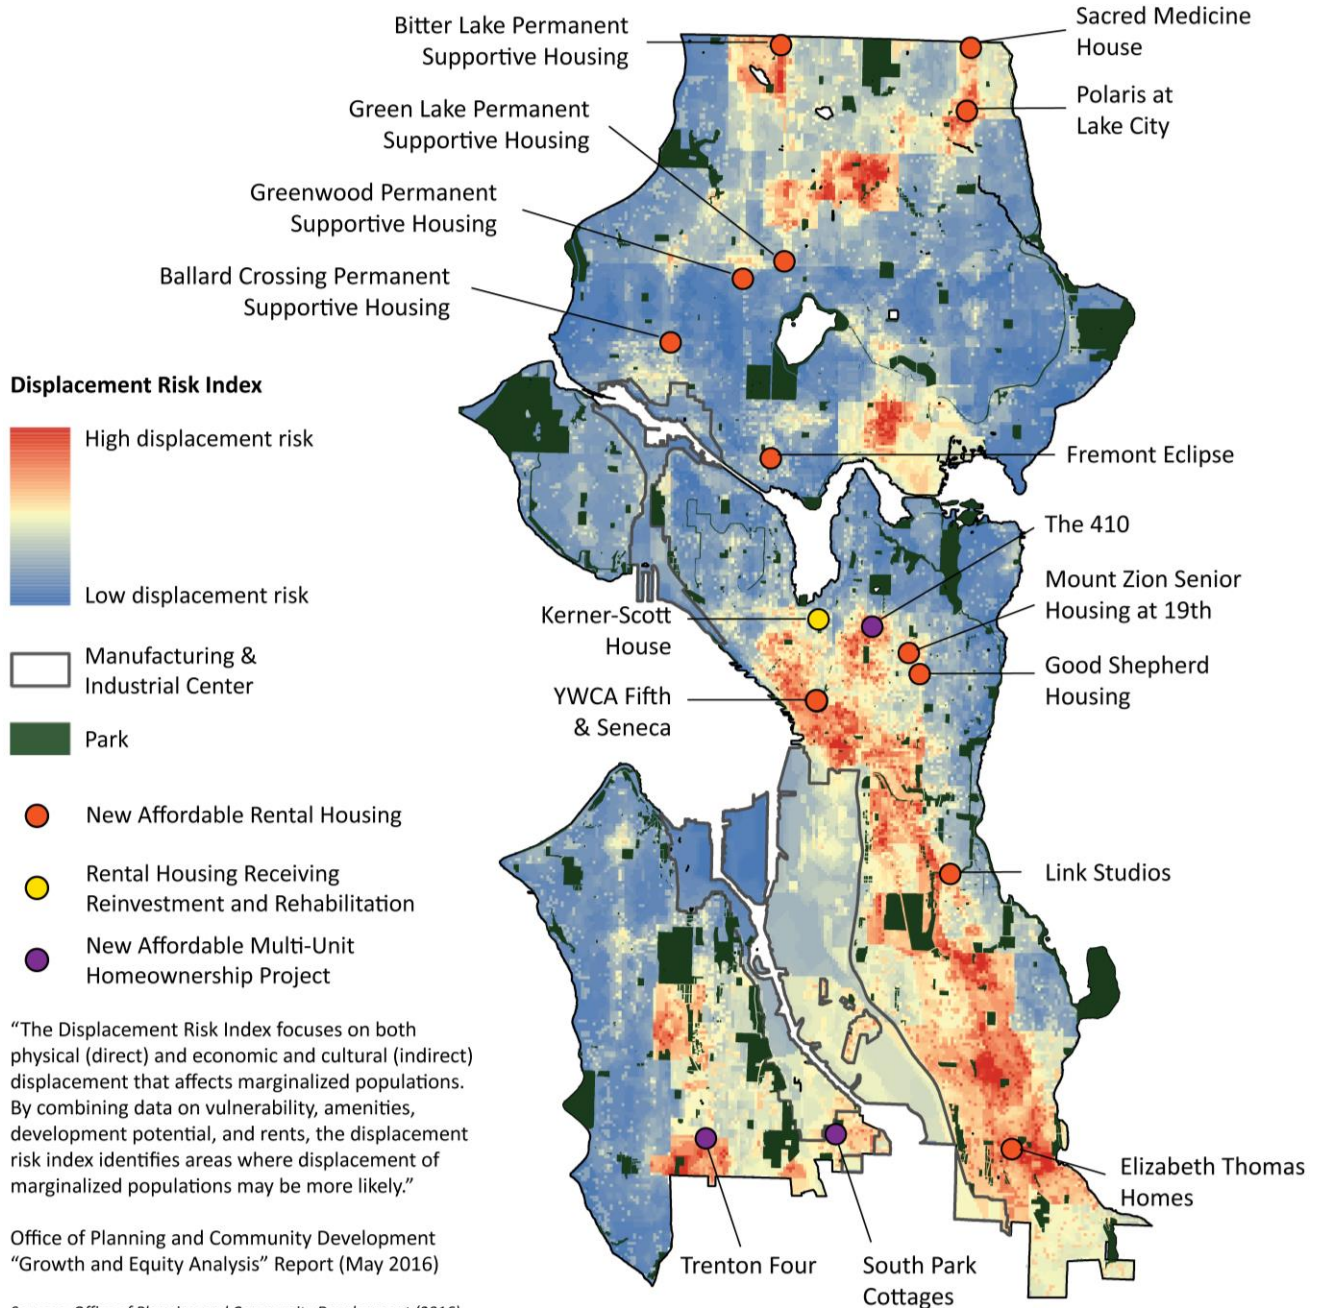 Bitter Lake Permanent
Supportive Housing
Sacred Medicine
House
Green Lake Permanent
Supportive Housing
Polaris at
Lake City
Greenwood Permanent
Supportive Housing
Ballard Crossing Permanent
Supportive Housing
Displacement Risk Index
High displacement risk
Low displacement risk
Manufacturing &
Industrial Center
Park
New Affordable Rental Housing
Rental Housing Receiving
Reinvestment and Rehabilitation
New Affordable Multi-Unit
Homeownership Project
Fremont Eclipse
The 410
Mount Zion Senior
Housing at 19th
Kerner-Scott
House
Good Shepherd
Housing
YWCA Fifth
& Seneca
Link Studios
Elizabeth Thomas
Homes
Trenton Four
South Park
Cottages
“The Displacement Risk Index focuses on both
physical (direct) and economic and cultural (indirect)
displacement that affects marginalized populations.
By combining data on vulnerability, amenities,
development potential, and rents, the displacement
risk index identifies areas where displacement of
marginalized populations may be more likely.”
Office of Planning and Community Development
“Growth and Equity Analysis” Report (May 2016)